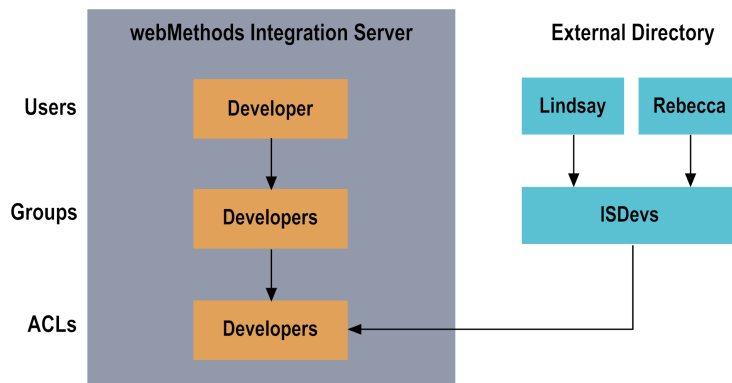 webMethods Integration Server
External Directory
Users
Developer
Lindsay
Rebecca
Groups
Developers
ISDevs
ACLs
Developers